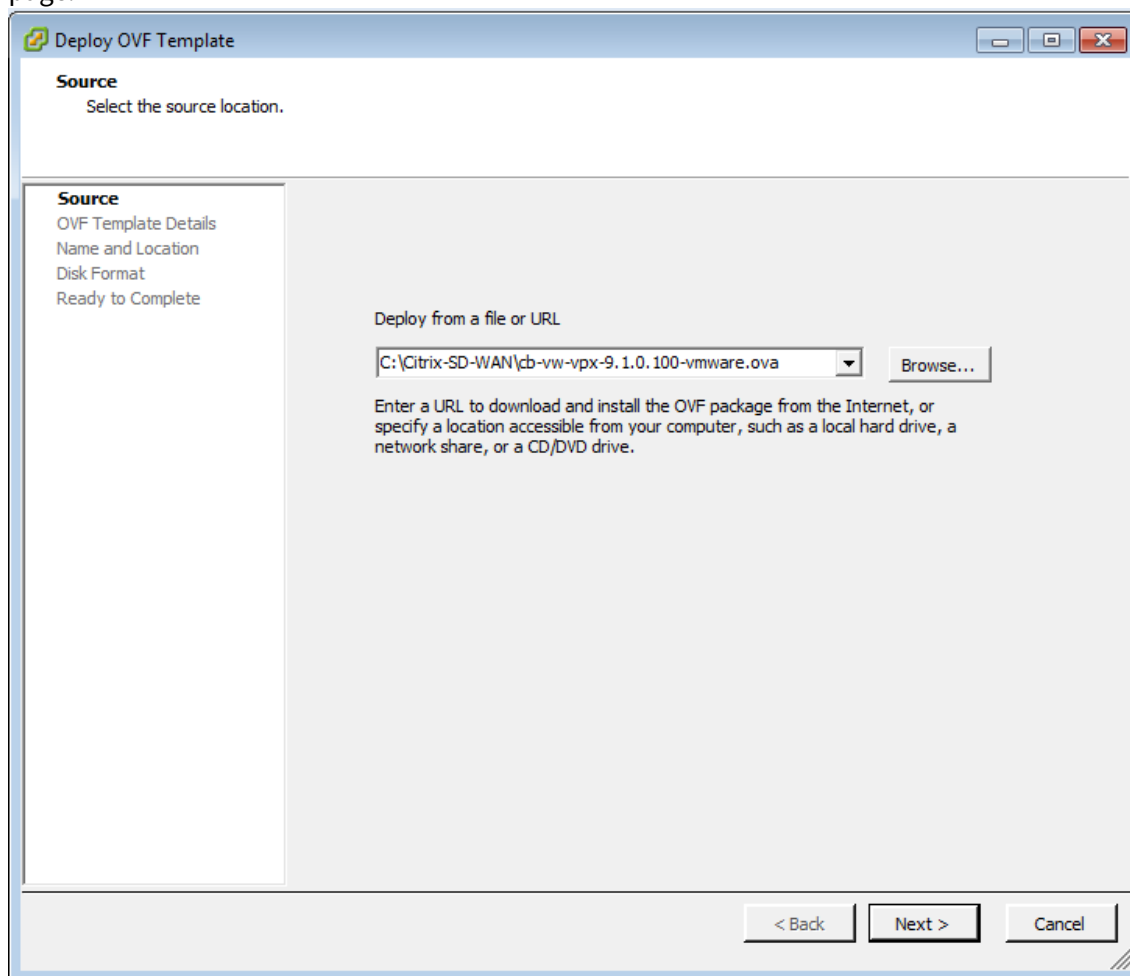 page.
Deploy OVF Template
Source
Select the source location.
Source
OVF Template Details
Name and Location
Disk Format
Ready to Complete
Deploy from a file or URL
C:\Citrix-SD-WAN\cb-vw-vpx-9.1.0.100-vmware.ova
Browse...
Enter a URL to download and install the OVF package from the Internet, or
specify a location accessible from your computer, such as a local hard drive, a
network share, or a CD/DVD drive.
< Back
Next >
Cancel